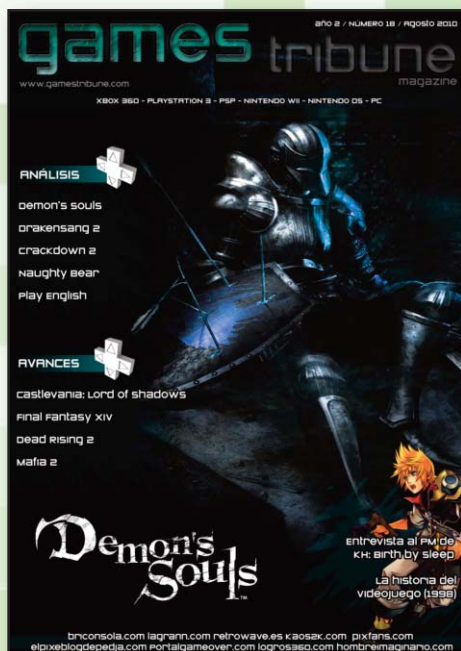 año 2 / NÚMERO 18 / Agosto 2010
games tribune
magazine
www.gamestribune.com
XBOX 360 - PLAYSTATION 3 - PSP - NINTENDO WII - NINTENDO DS - PC
ANÁLISIS
Demon's Souls
Drakensang 2
Crackdown 2
Naughty Bear
Play English
AVANCES
Castlevania: Lord of Shadows
Final Fantasy XIV
Dead Rising 2
Mafia 2
Demon's
Souls™
Entrevista al PM de
KH: Birth by Sleep
La historia del
videojuego (1998)
briconsola.com lagrann.com retrowave.es kaosak.com pixfans.com
elpixeblogdepedja.com portalgameover.com logros360.com hombreimaginario.com